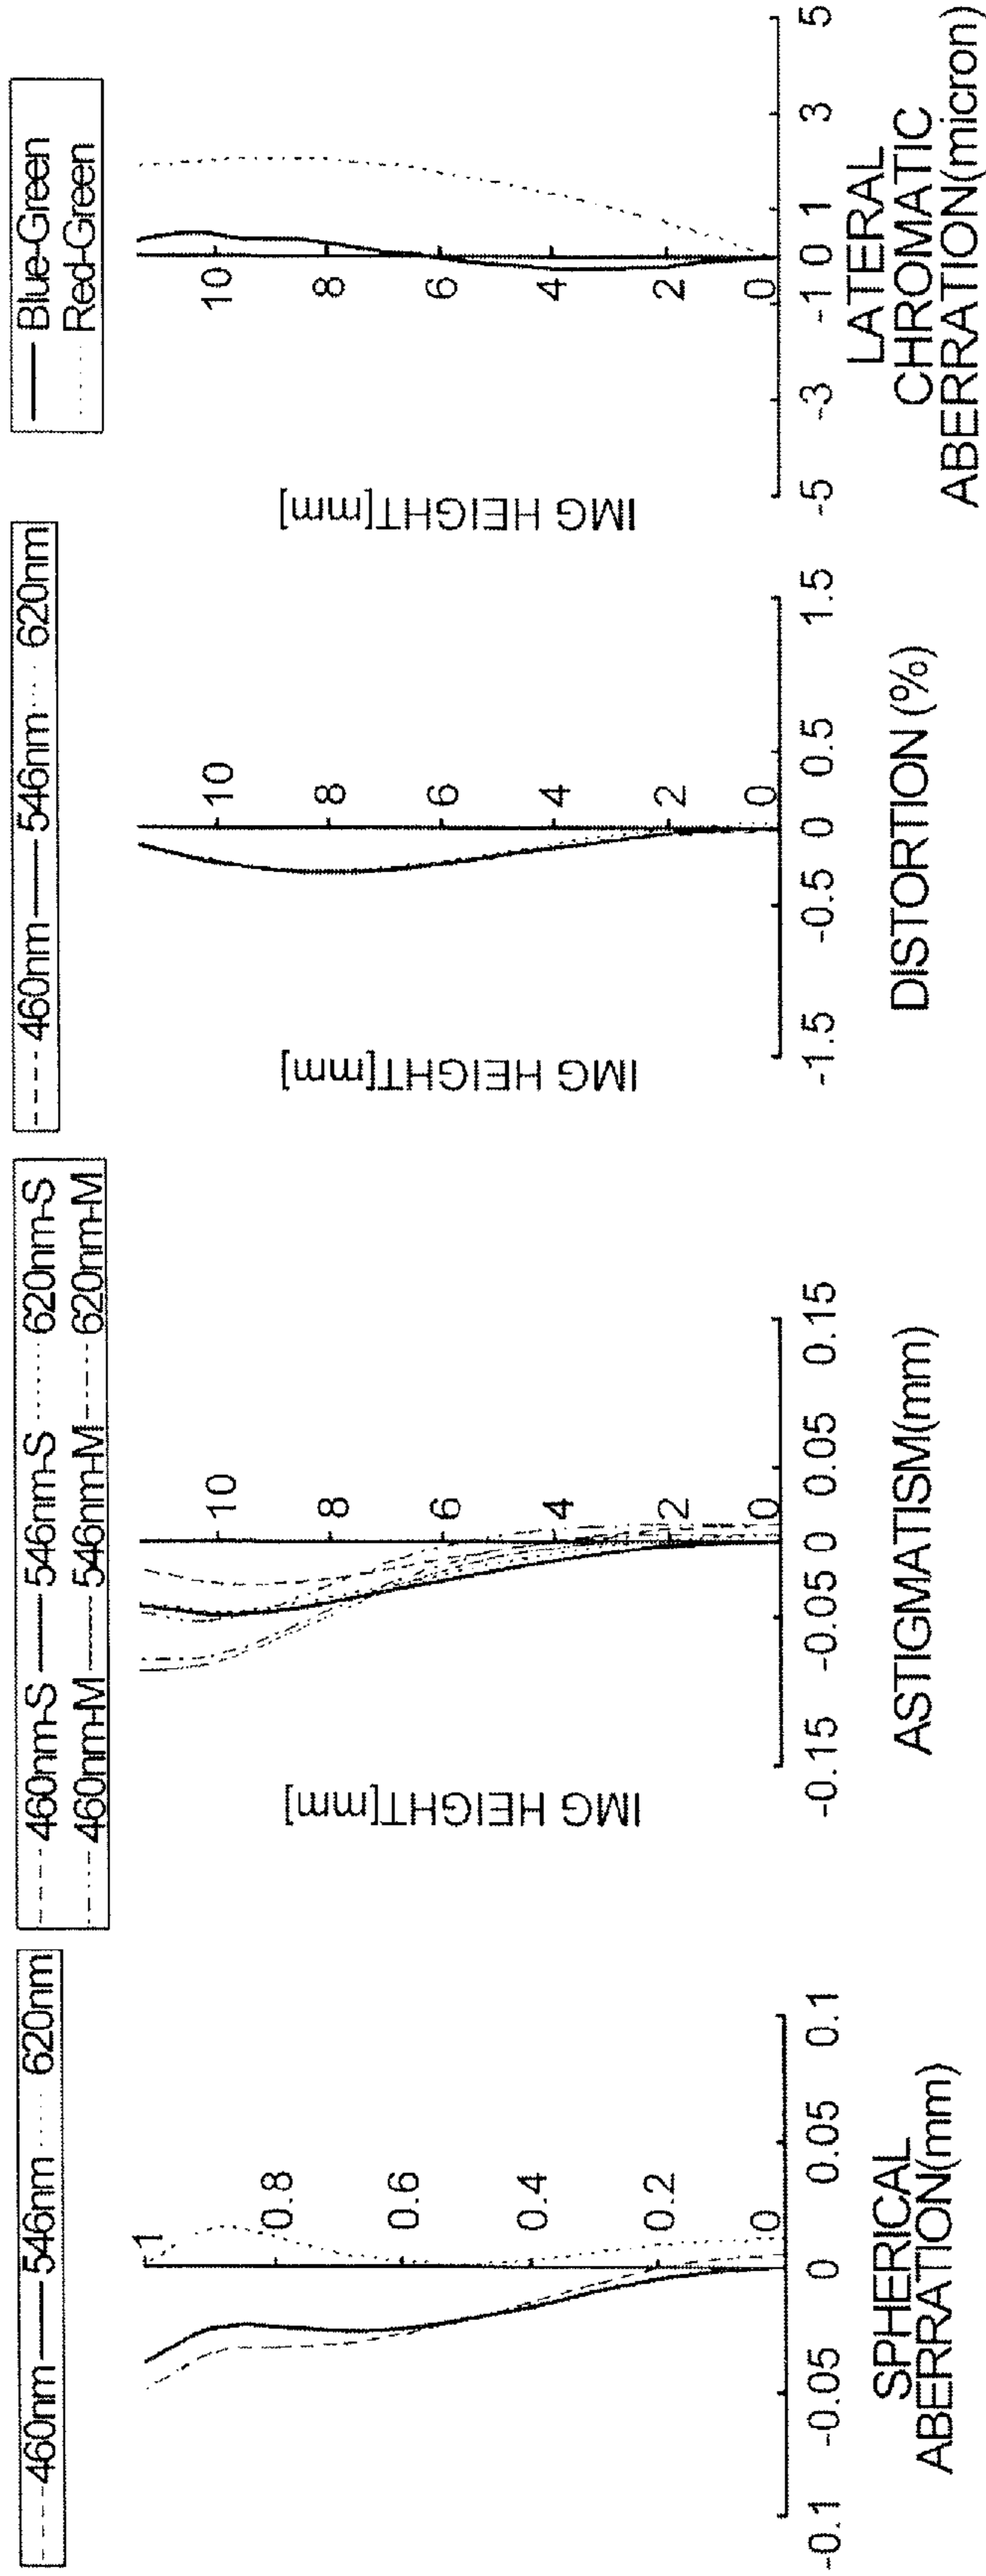 460nm 546nm 620nm
1
0.8
0.6
0.4
0.2
0
-0.1 -0.05 0 0.05 0.1
SPHERICAL
ABERRATION(mm)
460nm-S 546nm-S 620nm-S
460nm-M 546nm-M 620nm-M
IMG HEIGHT[mm]
10
8
6
4
2
0
-0.15 -0.05 0 0.05 0.15
ASTIGMATISM(mm)
460nm 546nm 620nm
IMG HEIGHT[mm]
10
8
6
4
2
0
-1.5 -0.5 0 0.5 1.5
DISTORTION (%)
Blue-Green
Red-Green
IMG HEIGHT[mm]
10
8
6
4
2
0
-5 -3 -1 0 1 3 5
LATERAL
CHROMATIC
ABERRATION(micron)